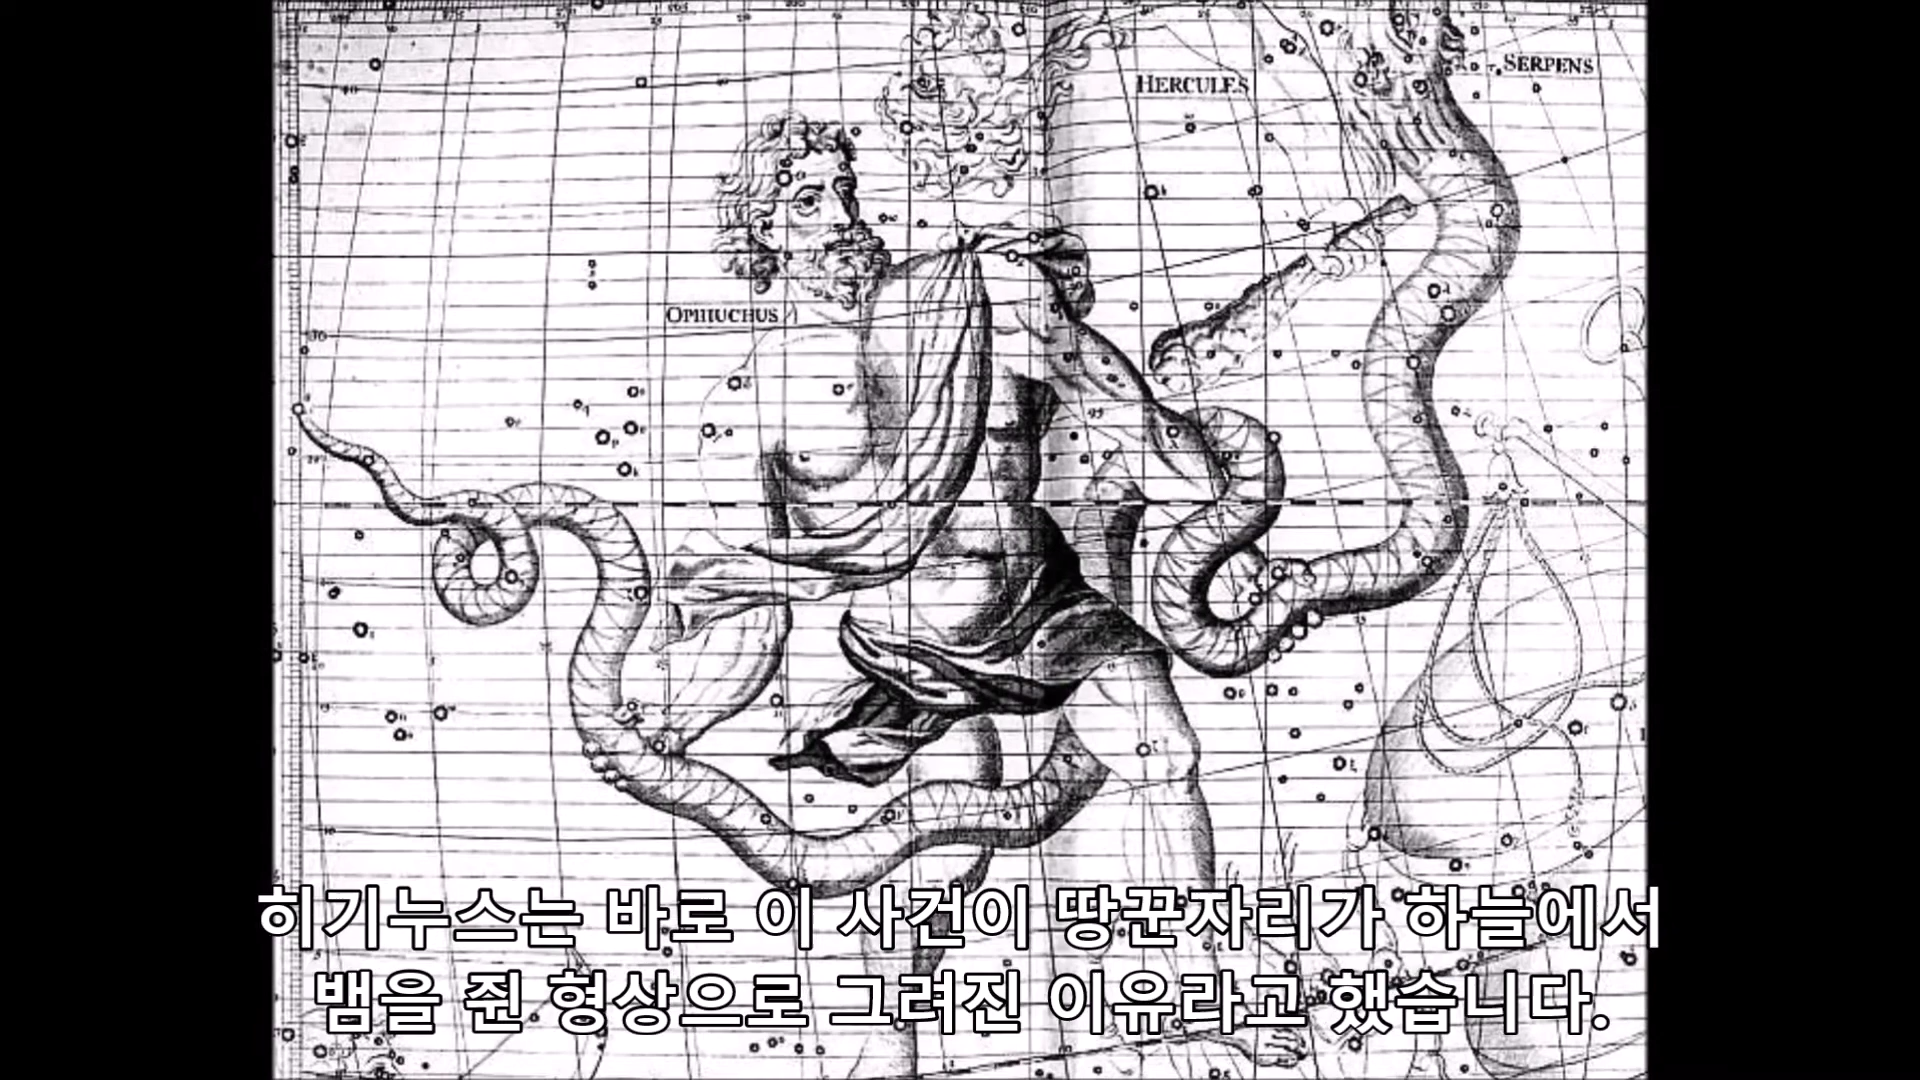 SERPENS
HERCULES
OPHIUCHUS
히기누스는 바로 이 사건이 땅꾼자리가 하늘에서
뱀을 쥔 형상으로 그려진 이유라고 했습니다.